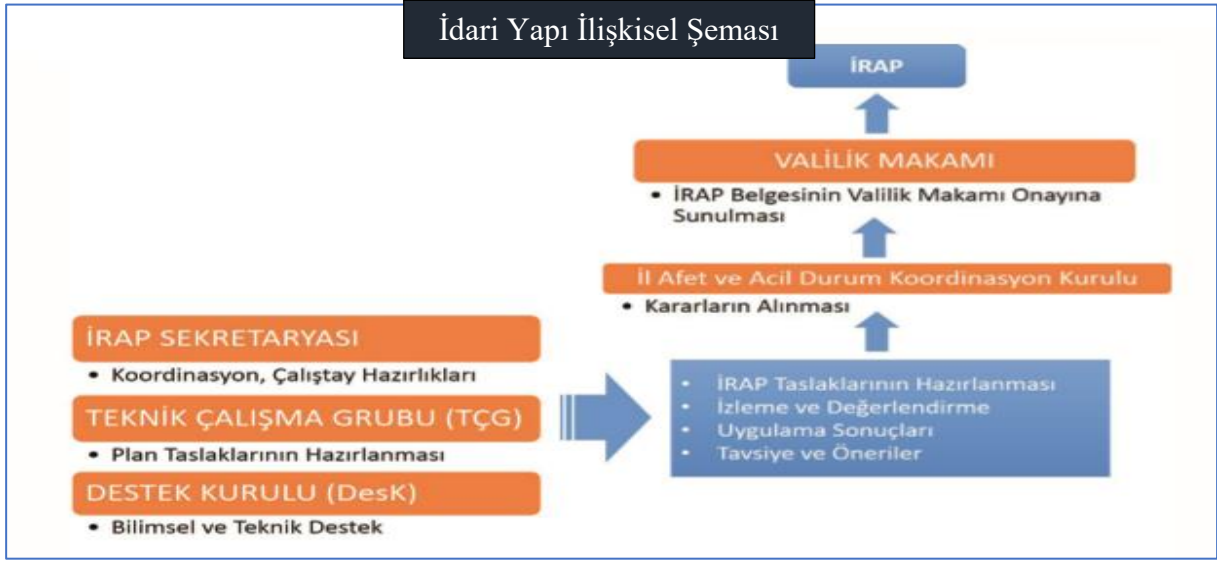 İdari Yapı İlişkisel Şeması
İRAP
VALİLİK MAKAMI
• İRAP Belgesinin Valilik Makamı Onayına
Sunulması
İl Afet ve Acil Durum Koordinasyon Kurulu
• Kararların Alınması
İRAP SEKRETARYASI
• Koordinasyon, Çalıştay Hazırlıkları
TEKNİK ÇALIŞMA GRUBU (TÇG)
• Plan Taslaklarının Hazırlanması
DESTEK KURULU (DesK)
• Bilimsel ve Teknik Destek
• İRAP Taslaklarının Hazırlanması
• İzleme ve Değerlendirme
• Uygulama Sonuçları
• Tavsiye ve Öneriler